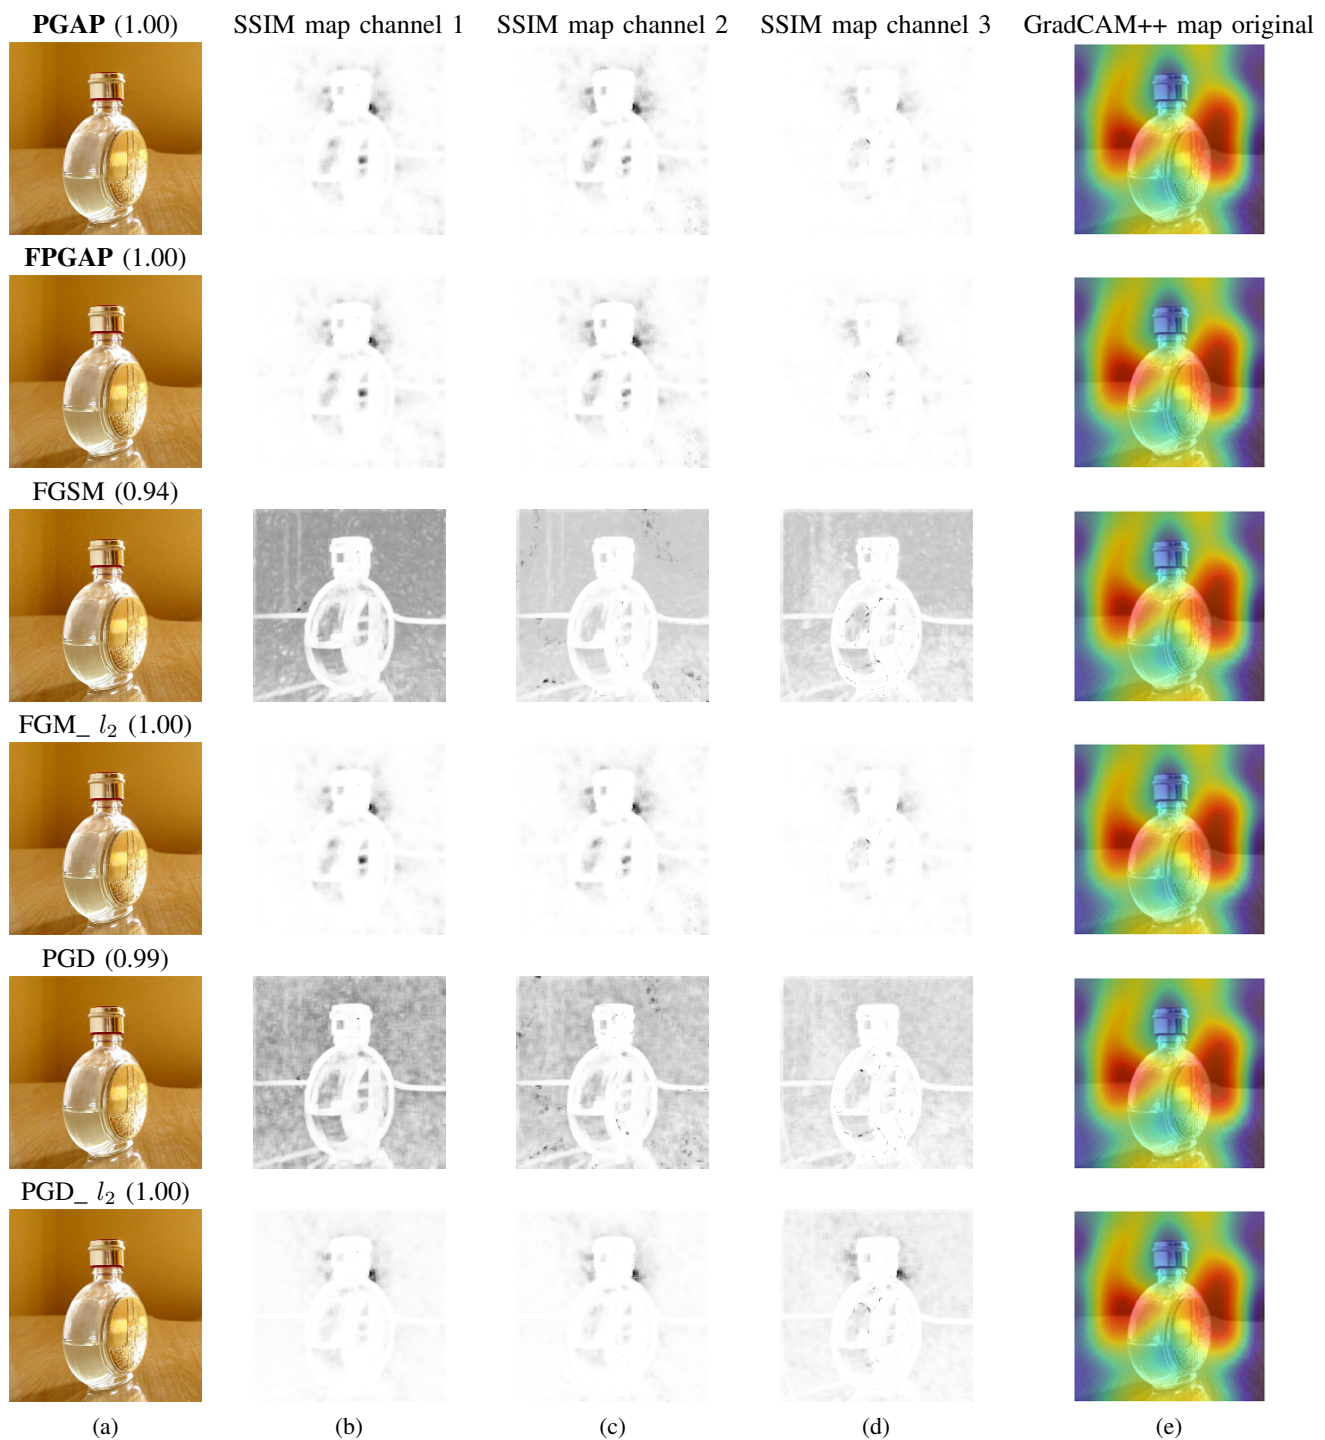 PGAP (1.00) SSIM map channel 1 SSIM map channel 2 SSIM map channel 3 GradCAM++ map original
FPGAP (1.00)
FGSM (0.94)
FGM_ l₂ (1.00)
PGD (0.99)
PGD_ l₂ (1.00)
(a) (b) (c) (d) (e)